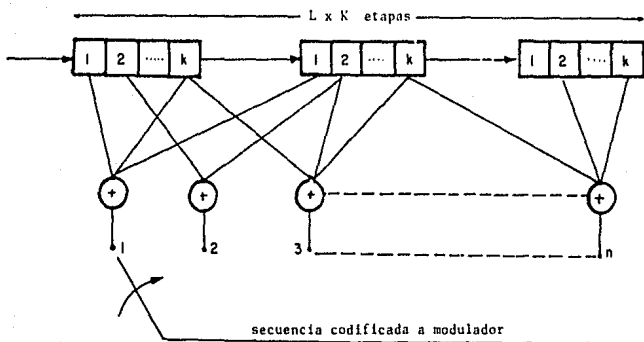 L x K etapas
1 2 ..... k 1 2 .... k 1 2 .... k
+ + + +
1 2 3 n
secuencia codificada a modulador